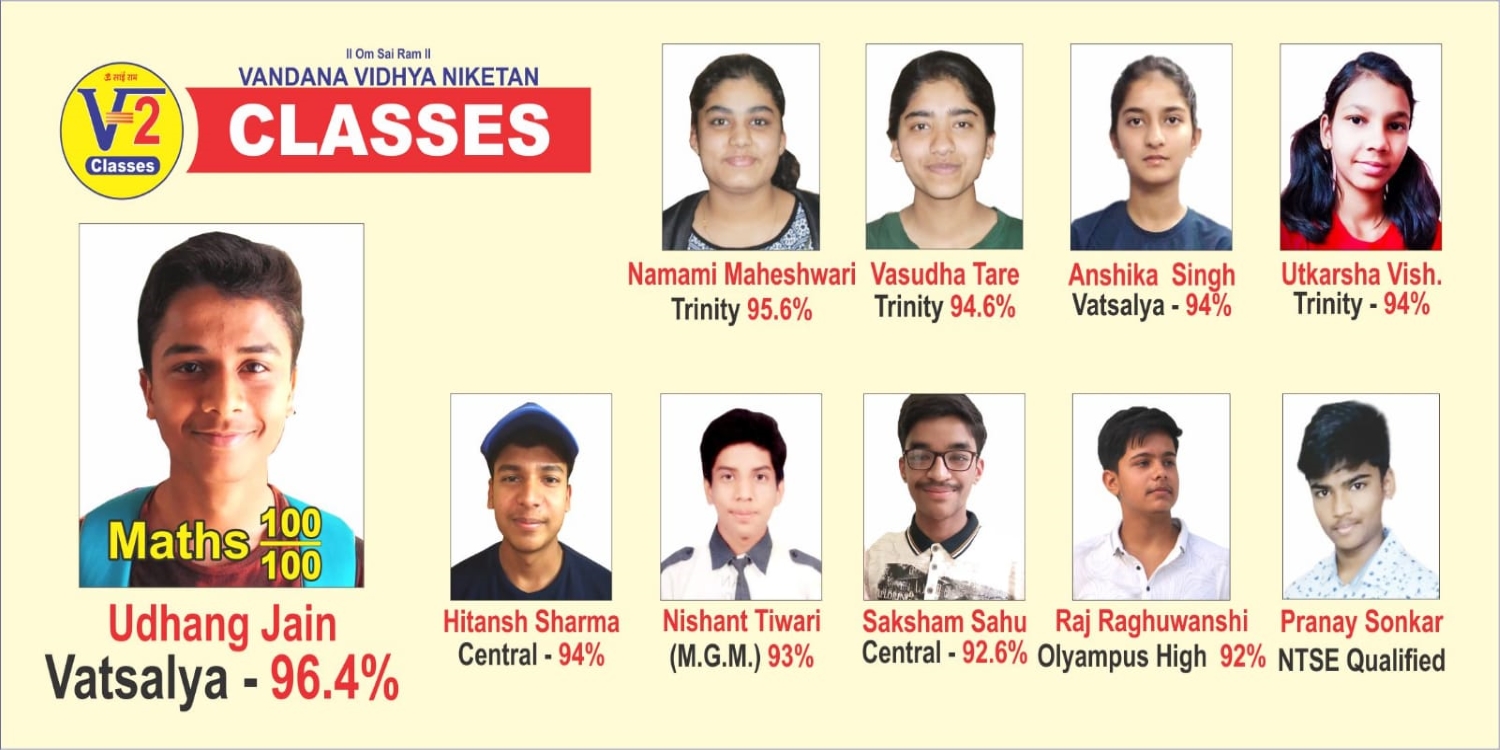 ॐ साई राम
V2
Classes
II Om Sai Ram II
VANDANA VIDHYA NIKETAN
CLASSES
Namami Maheshwari
Trinity 95.6%
Vasudha Tare
Trinity 94.6%
Anshika Singh
Vatsalya - 94%
Utkarsha Vish.
Trinity - 94%
Maths 100/100
Udhang Jain
Vatsalya - 96.4%
Hitansh Sharma
Central - 94%
Nishant Tiwari
(M.G.M.) 93%
Saksham Sahu
Central - 92.6%
Raj Raghuwanshi
Olyampus High 92%
Pranay Sonkar
NTSE Qualified